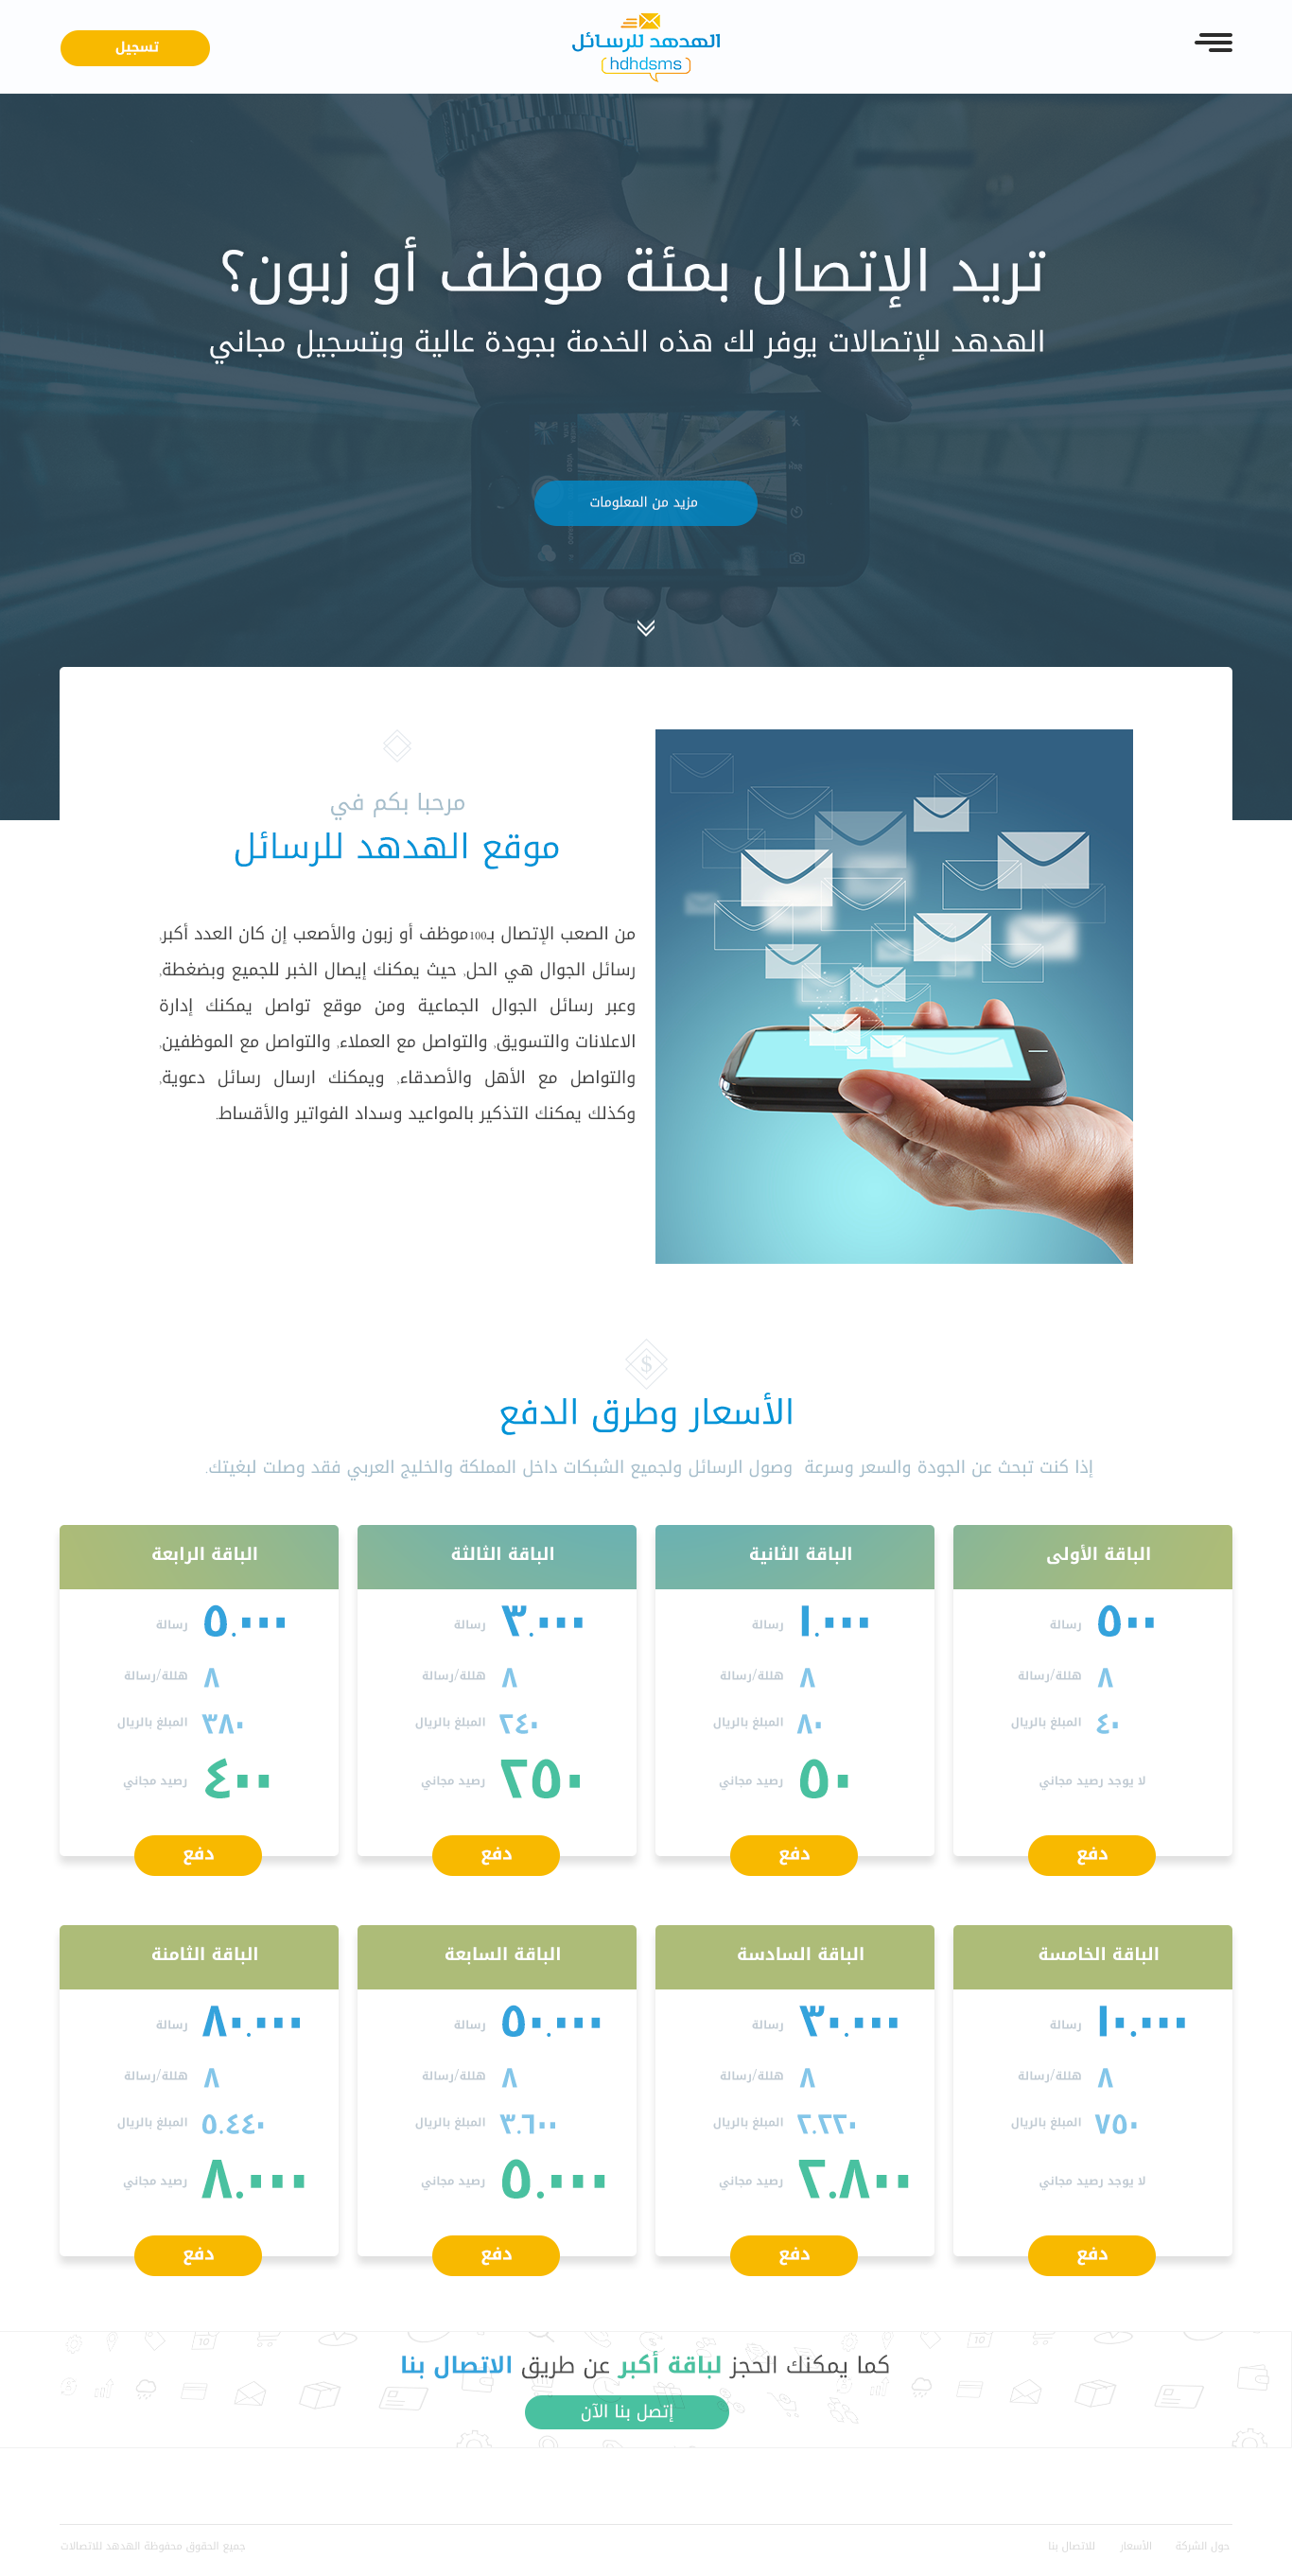 تسجيل
الهدهد للرسائل
hdhdsms
تريد الإتصال بمئة موظف أو زبون؟
الهدهد للإتصالات يوفر لك هذه الخدمة بجودة عالية وبتسجيل مجاني
مزيد من المعلومات
مرحبا بكم في
موقع الهدهد للرسائل
من الصعب الإتصال بـ100موظف أو زبون والأصعب إن كان العدد أكبر,
رسائل الجوال هي الحل, حيث يمكنك إيصال الخبر للجميع وبضغطة,
وعبر رسائل الجوال الجماعية ومن موقع تواصل يمكنك إدارة
الاعلانات والتسويق, والتواصل مع العملاء, والتواصل مع الموظفين,
والتواصل مع الأهل والأصدقاء, ويمكنك ارسال رسائل دعوية,
وكذلك يمكنك التذكير بالمواعيد وسداد الفواتير والأقساط.
$
الأسعار وطرق الدفع
إذا كنت تبحث عن الجودة والسعر وسرعة وصول الرسائل ولجميع الشبكات داخل المملكة والخليج العربي فقد وصلت لبغيتك.
الباقة الأولى
٥٠٠ رسالة
٨ هللة/رسالة
٤٠ المبلغ بالريال
لا يوجد رصيد مجاني
دفع
الباقة الثانية
١.٠٠٠ رسالة
٨ هللة/رسالة
٨٠ المبلغ بالريال
٥٠ رصيد مجاني
دفع
الباقة الثالثة
٣.٠٠٠ رسالة
٨ هللة/رسالة
٢٤٠ المبلغ بالريال
٢٥٠ رصيد مجاني
دفع
الباقة الرابعة
٥.٠٠٠ رسالة
٨ هللة/رسالة
٣٨٠ المبلغ بالريال
٤٠٠ رصيد مجاني
دفع
الباقة الخامسة
١٠.٠٠٠ رسالة
٨ هللة/رسالة
٧٥٠ المبلغ بالريال
لا يوجد رصيد مجاني
دفع
الباقة السادسة
٣٠.٠٠٠ رسالة
٨ هللة/رسالة
٢.٢٢٠ المبلغ بالريال
٢.٨٠٠ رصيد مجاني
دفع
الباقة السابعة
٥٠.٠٠٠ رسالة
٨ هللة/رسالة
٣.٦٠٠ المبلغ بالريال
٥.٠٠٠ رصيد مجاني
دفع
الباقة الثامنة
٨٠.٠٠٠ رسالة
٨ هللة/رسالة
٥.٤٤٠ المبلغ بالريال
٨.٠٠٠ رصيد مجاني
دفع
كما يمكنك الحجز لباقة أكبر عن طريق الاتصال بنا
إتصل بنا الآن
حول الشركة
الأسعار
للاتصال بنا
جميع الحقوق محفوظة الهدهد للاتصالات